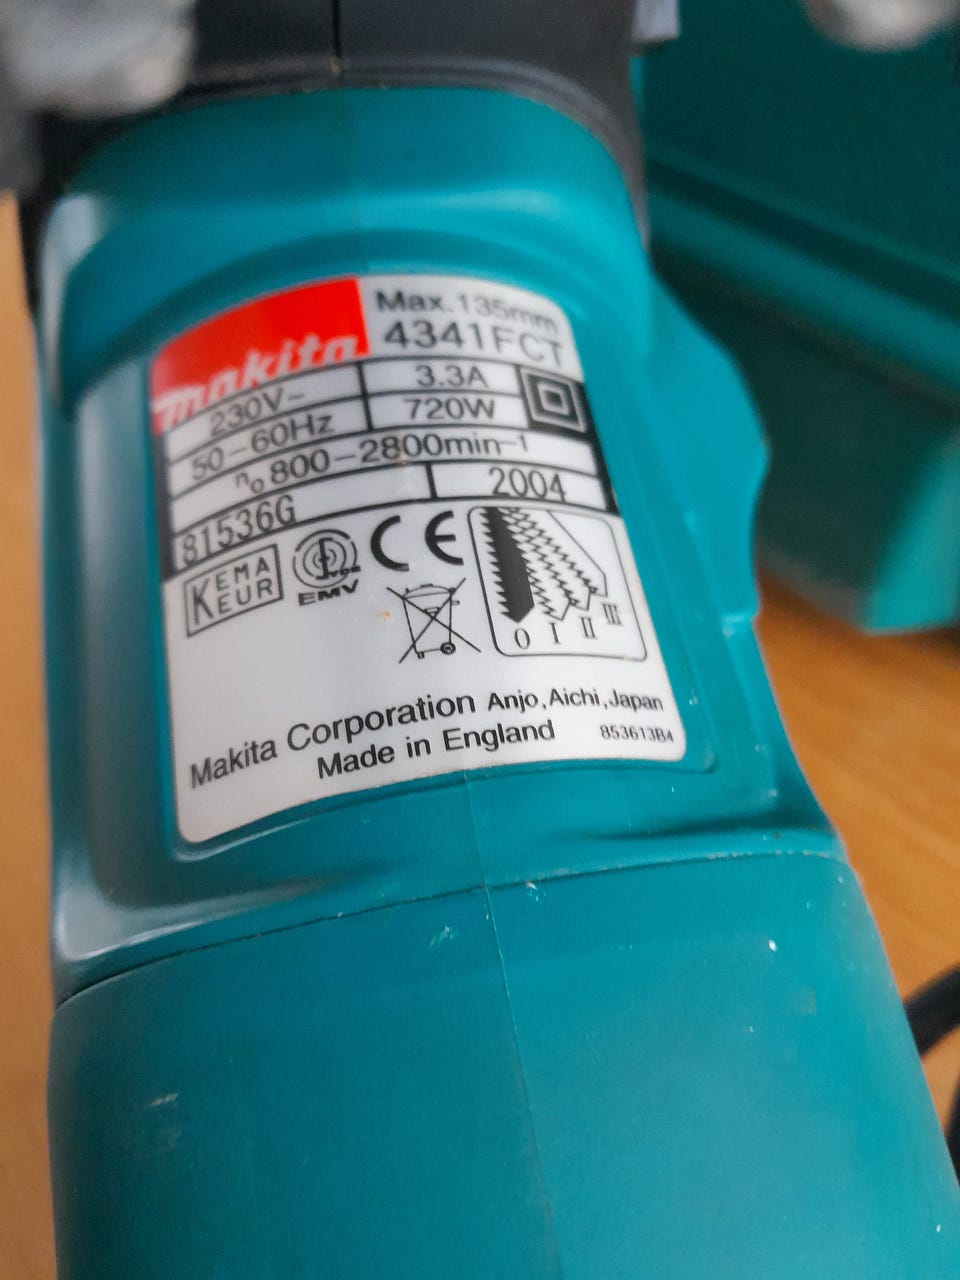 makita
Max.135mm
4341FCT
230V~
3.3A
50-60Hz
720W
n₀ 800-2800min⁻¹
81536G
2004
KEMA
KEUR
EMV
CE
0 I II III
Makita Corporation Anjo,Aichi,Japan
Made in England
853613B4